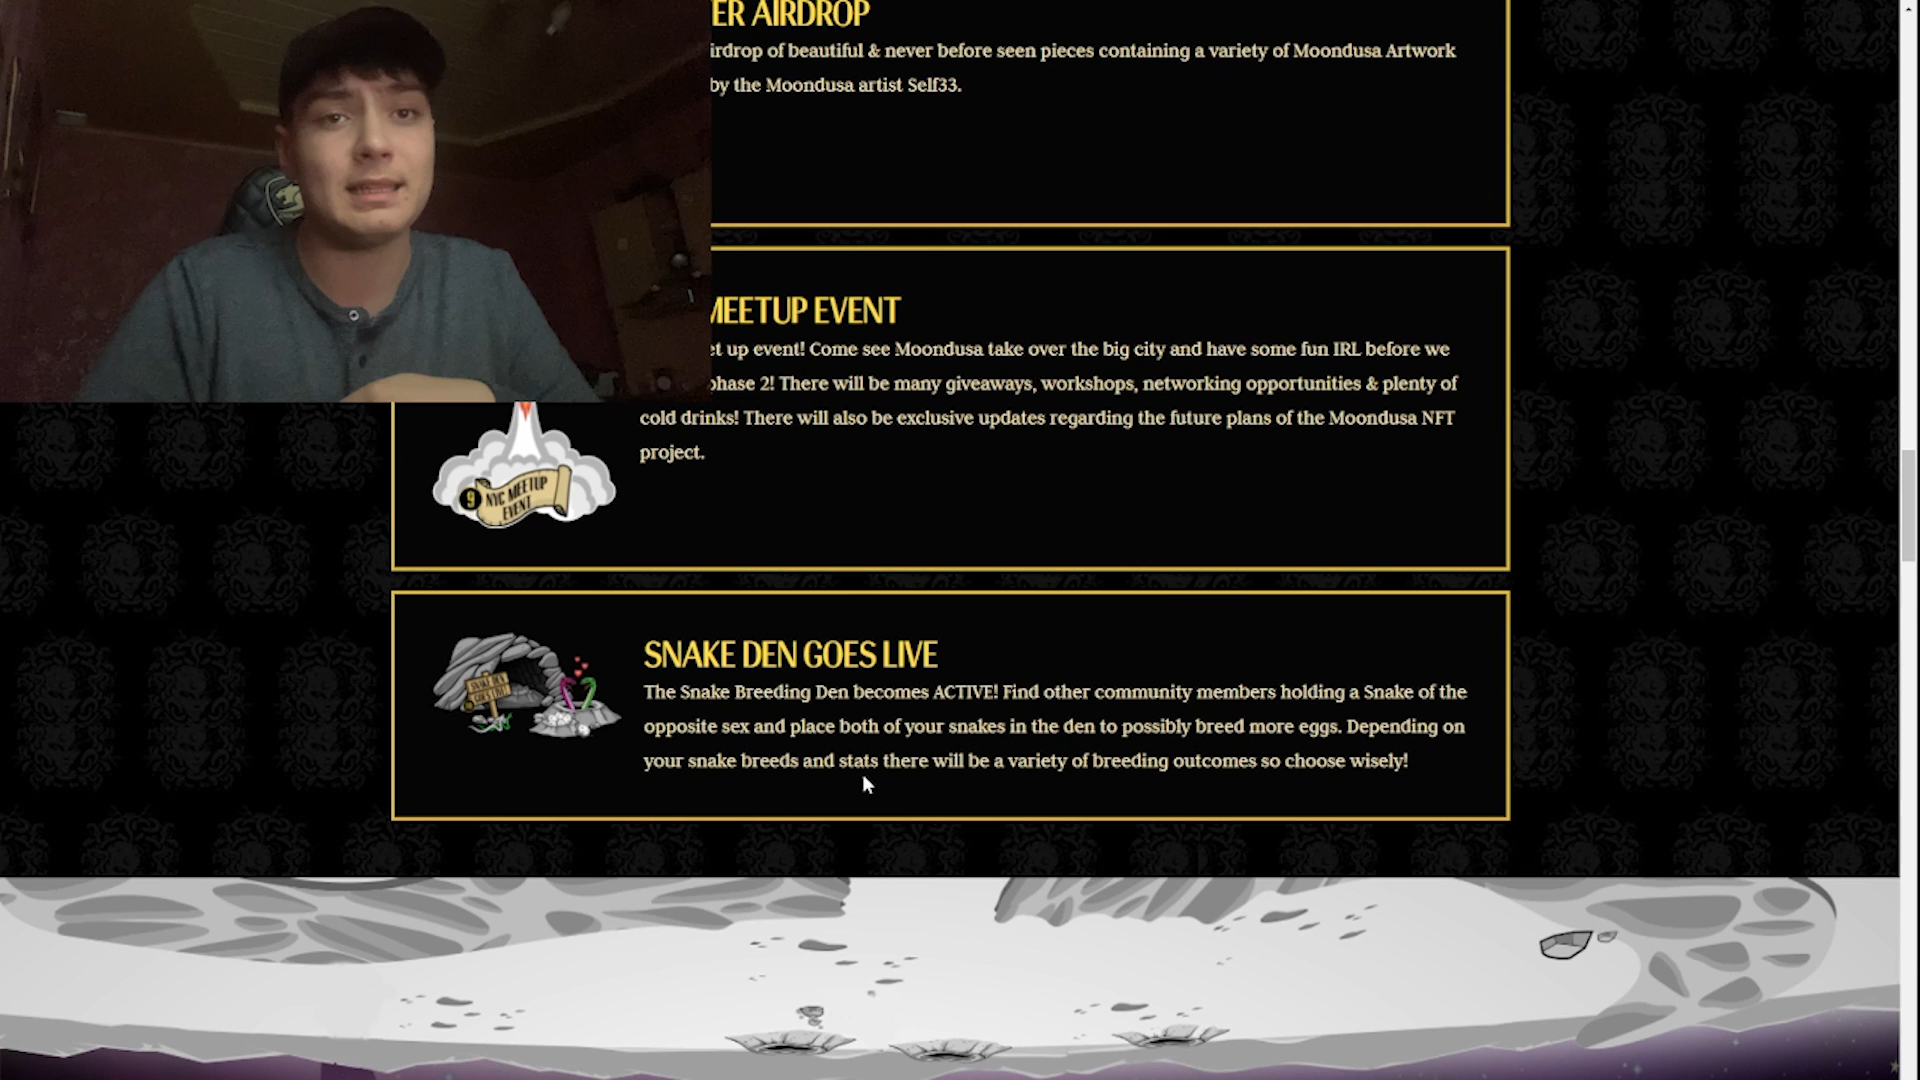 ER AIRDROP
irdrop of beautiful & never before seen pieces containing a variety of Moondusa Artwork
by the Moondusa artist Self33.
MEETUP EVENT
et up event! Come see Moondusa take over the big city and have some fun IRL before we
phase 2! There will be many giveaways, workshops, networking opportunities & plenty of
cold drinks! There will also be exclusive updates regarding the future plans of the Moondusa NFT
project.
9 NYC MEETUP
EVENT
SNAKE DEN GOES LIVE
The Snake Breeding Den becomes ACTIVE! Find other community members holding a Snake of the
opposite sex and place both of your snakes in the den to possibly breed more eggs. Depending on
your snake breeds and stats there will be a variety of breeding outcomes so choose wisely!
SNAKE DEN
GOES LIVE!